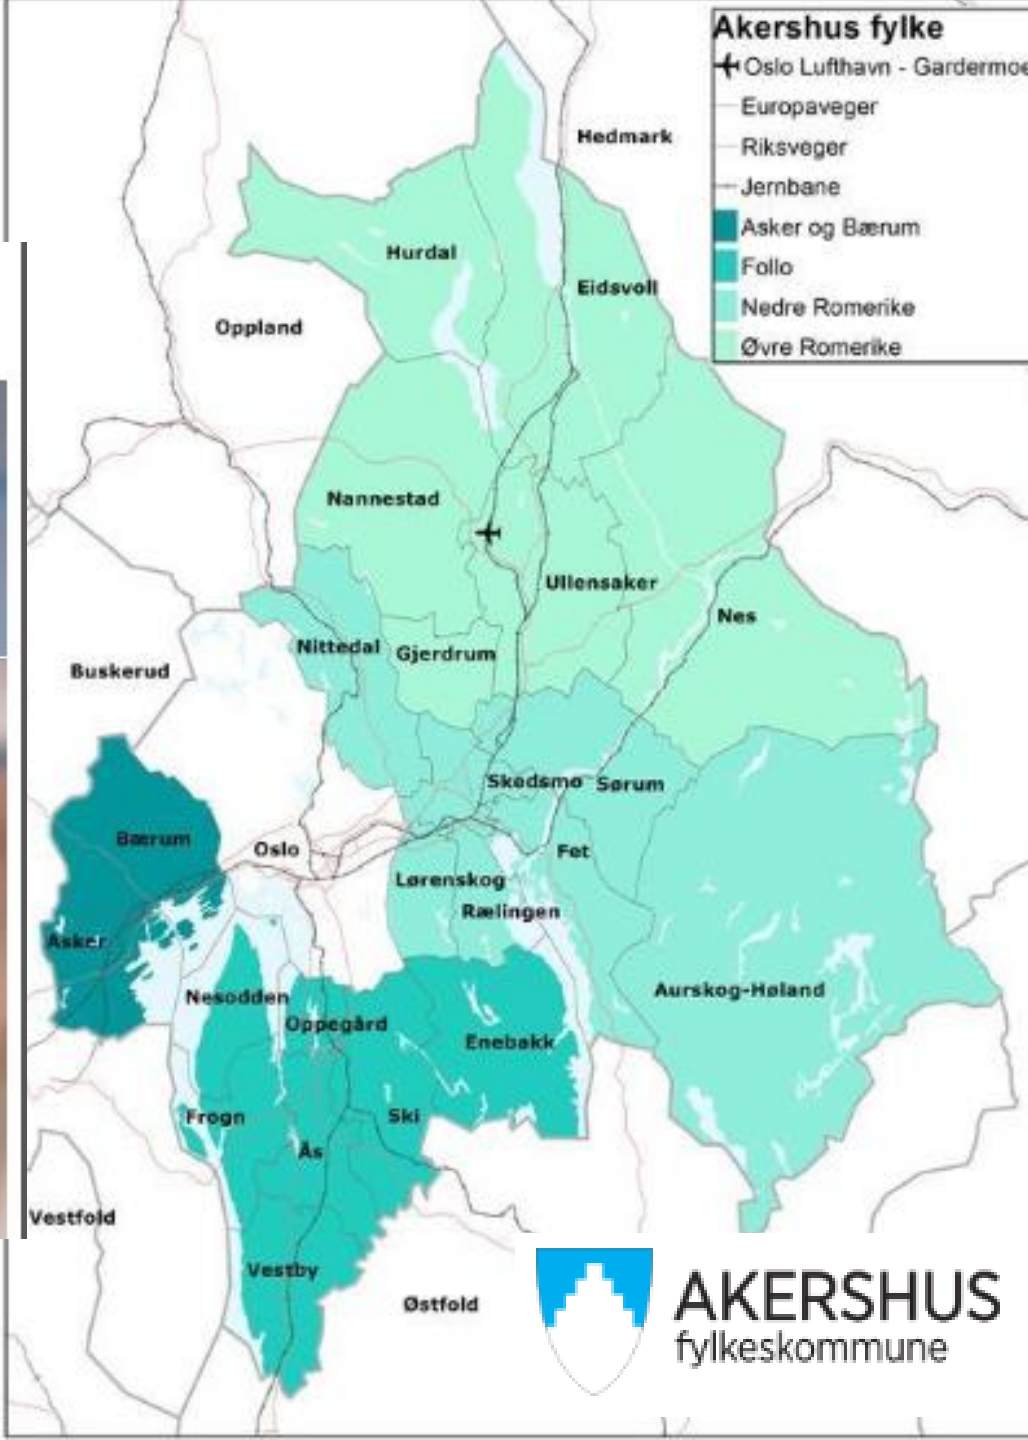 Akershus fylke
Oslo Lufthavn - Gardermoe
Europaveger
Riksveger
Jernbane
Asker og Bærum
Follo
Nedre Romerike
Øvre Romerike
Hedmark
Hurdal
Eidsvoll
Oppland
Nannestad
Ullensaker
Nes
Nittedal
Gjerdrum
Buskerud
Skedsmo
Sørum
Bærum
Oslo
Fet
Lørenskog
Rælingen
Asker
Aurskog-Høland
Nesodden
Oppegård
Enebakk
Frogn
Ski
Ås
Vestfold
Vestby
Østfold
AKERSHUS
fylkeskommune